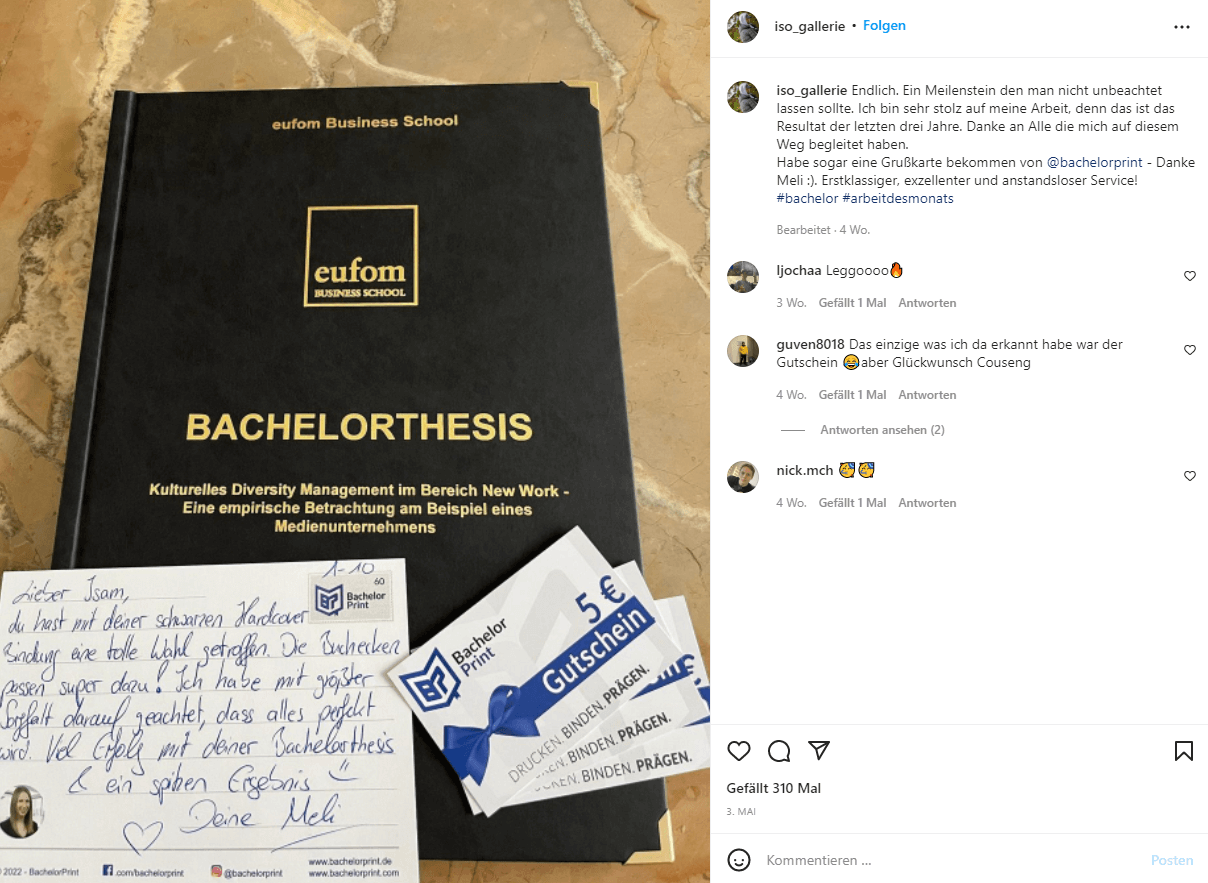 eufom Business School
eufom
BUSINESS SCHOOL
BACHELORTHESIS
Kulturelles Diversity Management im Bereich New Work -
Eine empirische Betrachtung am Beispiel eines
Medienunternehmens
1-10
60
Bachelor
Print
Lieber Isam,
du hast mit deiner schwarzen Hardcover
Bindung eine tolle Wahl getroffen. Die Buchecken
passen super dazu! Ich habe mit größter
Sorgfalt darauf geachtet, dass alles perfekt
wird. Viel Erfolg mit deiner Bachelorthesis
& ein spitzen Ergebnis
Deine Meli
2022 - BachelorPrint
.com/bachelorprint
@bachelorprint
www.bachelorprint.de
www.bachelorprint.com
Bachelor
Print
5 €
Gutschein
DRUCKEN. BINDEN. PRÄGEN.
KEN. BINDEN. PRÄGEN.
CKEN. BINDEN. PRÄGEN.
iso_gallerie • Folgen
iso_gallerie Endlich. Ein Meilenstein den man nicht unbeachtet
lassen sollte. Ich bin sehr stolz auf meine Arbeit, denn das ist das
Resultat der letzten drei Jahre. Danke an Alle die mich auf diesem
Weg begleitet haben.
Habe sogar eine Grußkarte bekommen von @bachelorprint - Danke
Meli :). Erstklassiger, exzellenter und anstandsloser Service!
#bachelor #arbeitdesmonats
Bearbeitet · 4 Wo.
ljochaa Leggoooo🔥
3 Wo. Gefällt 1 Mal Antworten
guven8018 Das einzige was ich da erkannt habe war der
Gutschein 😂aber Glückwunsch Couseng
4 Wo. Gefällt 1 Mal Antworten
Antworten ansehen (2)
nick.mch 🥳🥳
4 Wo. Gefällt 1 Mal Antworten
Gefällt 310 Mal
3. MAI
Kommentieren ...
Posten